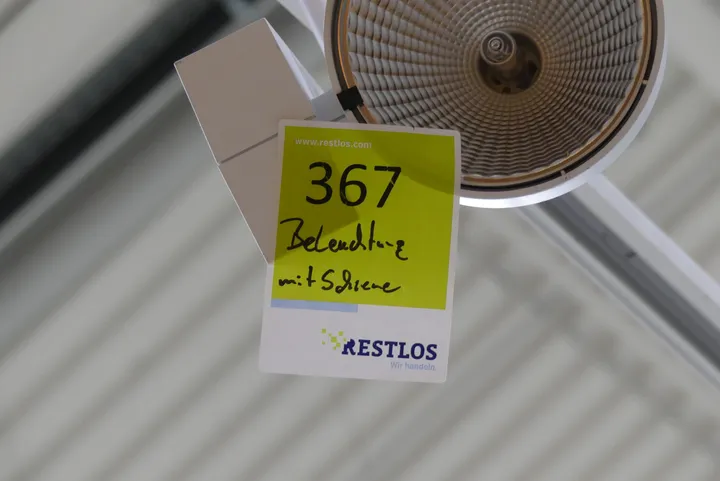 www.restlos.com
367
Beleuchtung
mit Schiene
RESTLOS
Wir handeln.